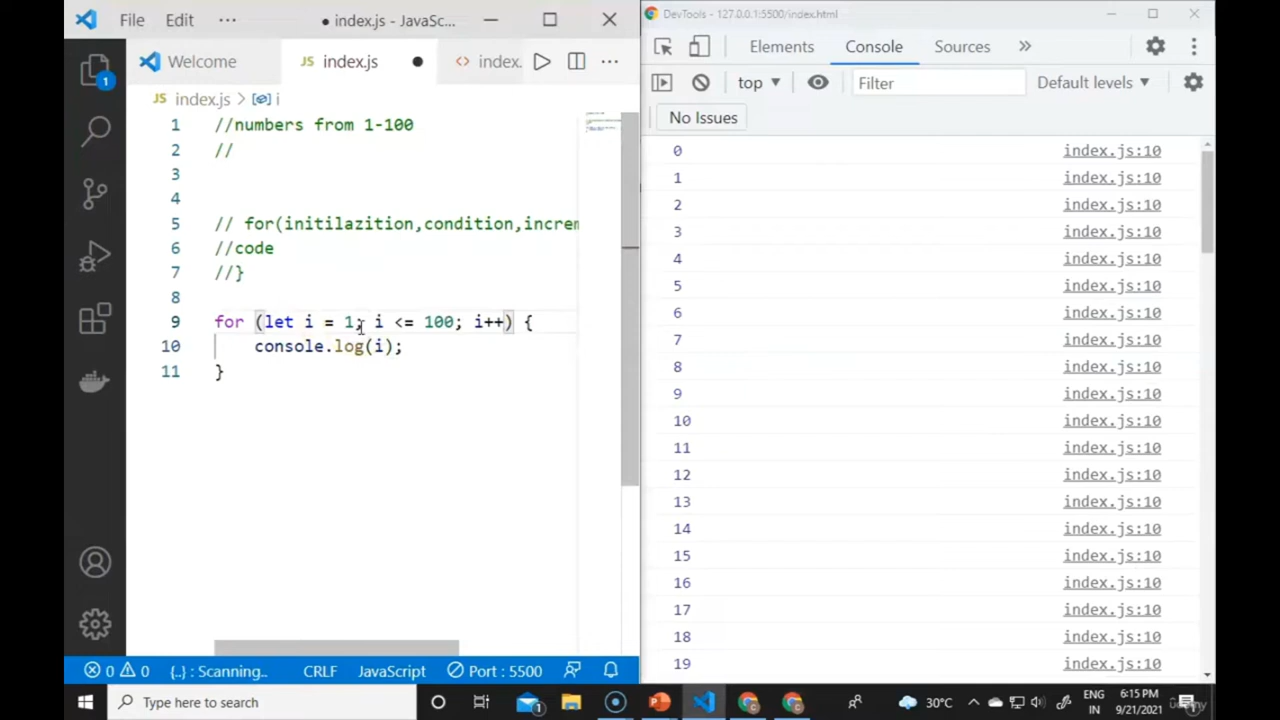 File Edit ··· ● index.js - JavaSc...
Welcome JS index.js ● <> index.
JS index.js > i
1 //numbers from 1-100
2 //
3
4
5 // for(initilazition,condition,increm
6 //code
7 //}
8
9 for (let i = 1; i <= 100; i++) {
10 console.log(i);
11 }
0 0 {..} : Scanning.. CRLF JavaScript Port : 5500
DevTools - 127.0.0.1:5500/index.html
Elements Console Sources »
top ▼ Filter Default levels ▼
No Issues
0 index.js:10
1 index.js:10
2 index.js:10
3 index.js:10
4 index.js:10
5 index.js:10
6 index.js:10
7 index.js:10
8 index.js:10
9 index.js:10
10 index.js:10
11 index.js:10
12 index.js:10
13 index.js:10
14 index.js:10
15 index.js:10
16 index.js:10
17 index.js:10
18 index.js:10
19 index.js:10
Type here to search
30°C
ENG
IN
6:15 PM
9/21/2021
1
1